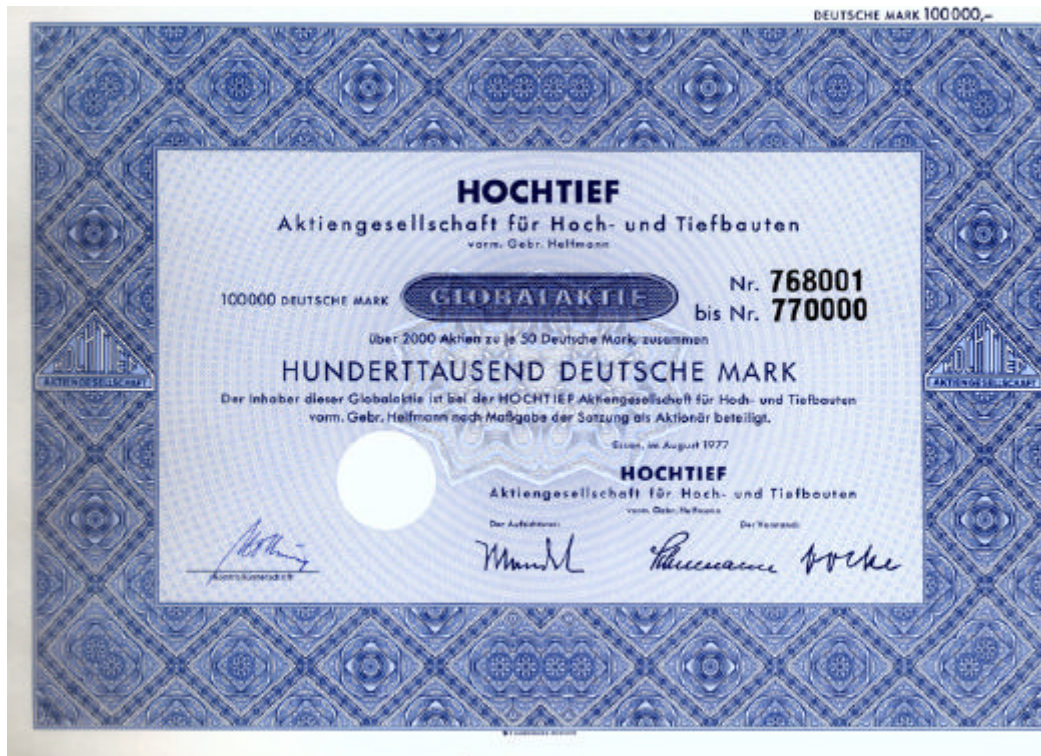 DEUTSCHE MARK 100000,–
HOCHTIEF
Aktiengesellschaft für Hoch- und Tiefbauten
vorm. Gebr. Helfmann
100000 DEUTSCHE MARK GLOBALAKTIE Nr. 768001
bis Nr. 770000
über 2000 Aktien zu je 50 Deutsche Mark, zusammen
HUNDERTTAUSEND DEUTSCHE MARK
Der Inhaber dieser Globalaktie ist bei der HOCHTIEF Aktiengesellschaft für Hoch- und Tiefbauten
vorm. Gebr. Helfmann nach Maßgabe der Satzung als Aktionär beteiligt.
Essen, im August 1977
HOCHTIEF
Aktiengesellschaft für Hoch- und Tiefbauten
vorm. Gebr. Helfmann
Der Aufsichtsrat: Der Vorstand:
Kontrollunterschrift
HOCHTIEF
AKTIENGESELLSCHAFT
HOCHTIEF
AKTIENGESELLSCHAFT